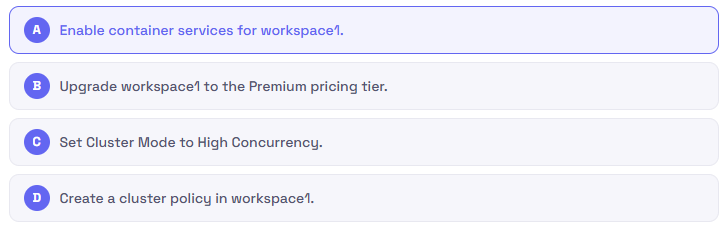 A Enable container services for workspace1.
B Upgrade workspace1 to the Premium pricing tier.
C Set Cluster Mode to High Concurrency.
D Create a cluster policy in workspace1.